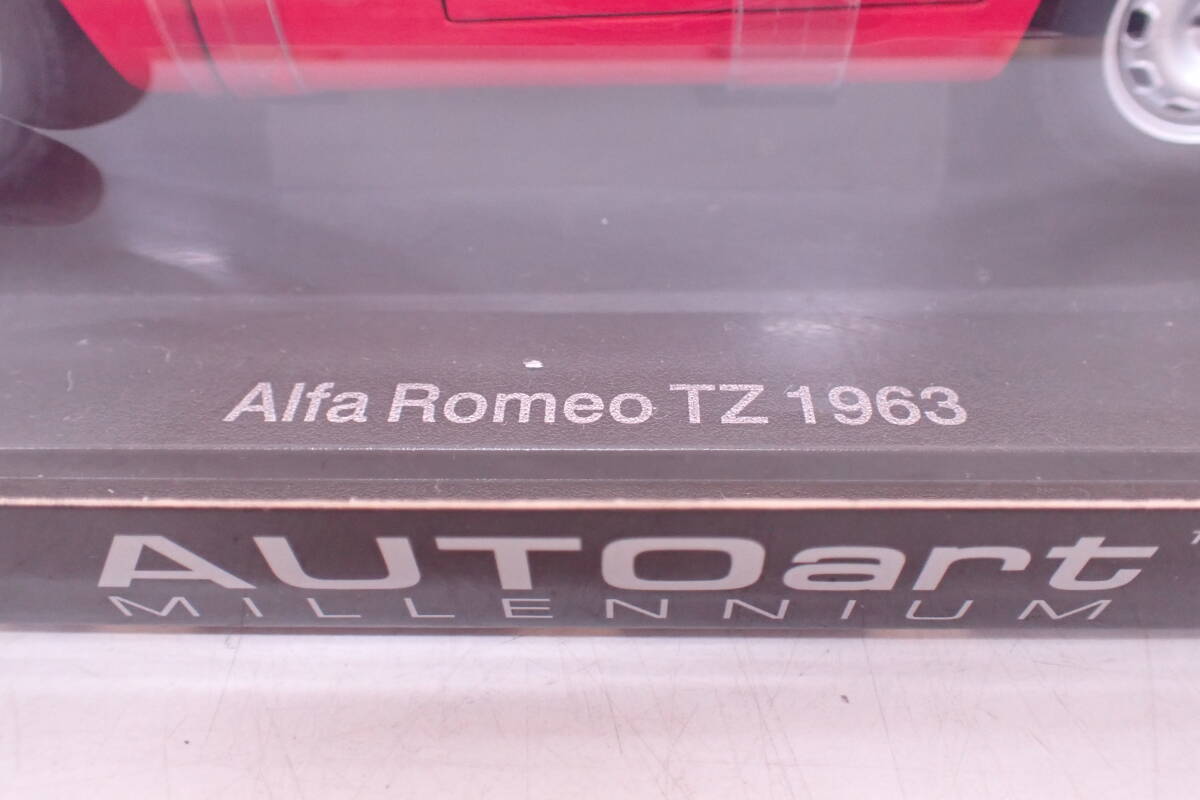 Alfa Romeo TZ 1963
AUTOart
MILLENNIUM